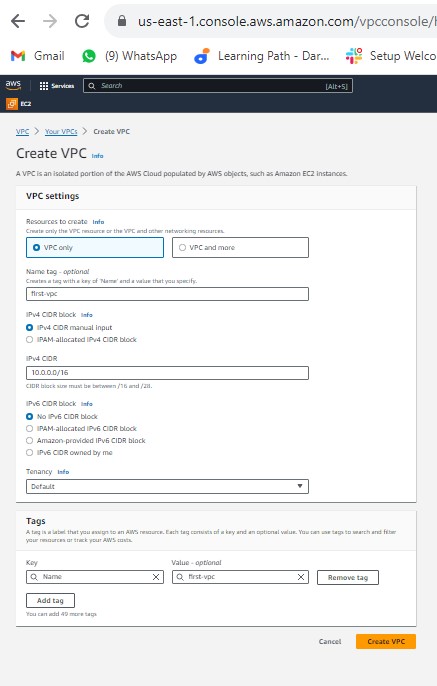 us-east-1.console.aws.amazon.com/vpcconsole/
Gmail (9) WhatsApp Learning Path - Dar... Setup Welco
aws Services Search [Alt+S]
EC2
VPC > Your VPCs > Create VPC
Create VPC Info
A VPC is an isolated portion of the AWS Cloud populated by AWS objects, such as Amazon EC2 instances.
VPC settings
Resources to create Info
Create only the VPC resource or the VPC and other networking resources.
VPC only VPC and more
Name tag - optional
Creates a tag with a key of 'Name' and a value that you specify.
first-vpc
IPv4 CIDR block Info
IPv4 CIDR manual input
IPAM-allocated IPv4 CIDR block
IPv4 CIDR
10.0.0.0/16
CIDR block size must be between /16 and /28.
IPv6 CIDR block Info
No IPv6 CIDR block
IPAM-allocated IPv6 CIDR block
Amazon-provided IPv6 CIDR block
IPv6 CIDR owned by me
Tenancy Info
Default
Tags
A tag is a label that you assign to an AWS resource. Each tag consists of a key and an optional value. You can use tags to search and filter
your resources or track your AWS costs.
Key Value - optional
Name first-vpc Remove tag
Add tag
You can add 49 more tags
Cancel Create VPC